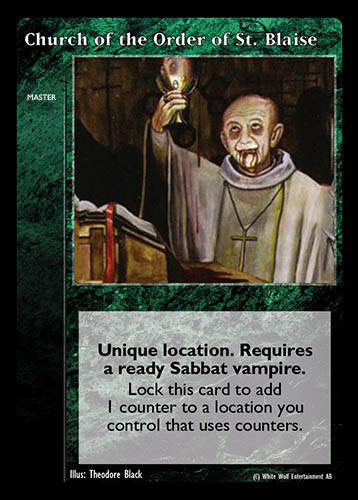 Church of the Order of St. Blaise
MASTER
Unique location. Requires
a ready Sabbat vampire.
Lock this card to add
1 counter to a location you
control that uses counters.
Illus: Theodore Black
(C) White Wolf Entertainment AB